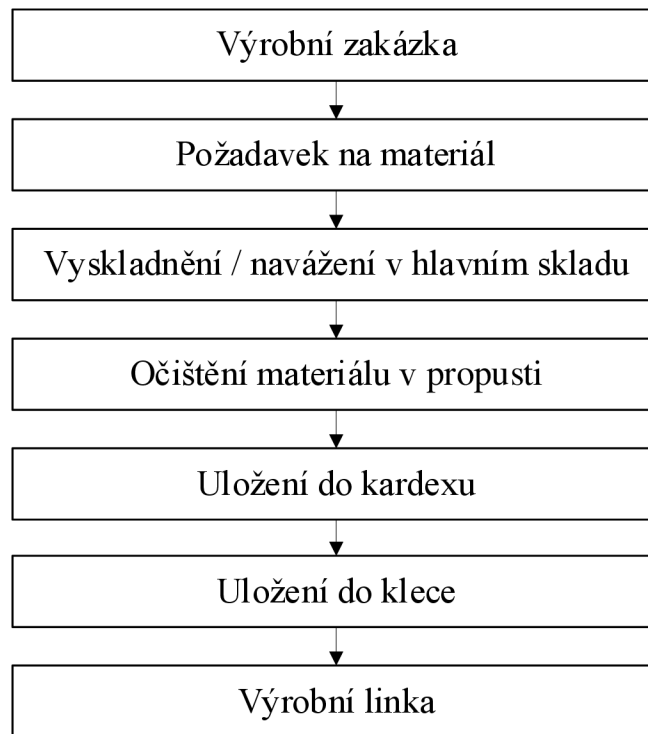 Výrobní zakázka
Požadavek na materiál
Vyskladnění / navážení v hlavním skladu
Očištění materiálu v propusti
Uložení do kardexu
Uložení do klece
Výrobní linka